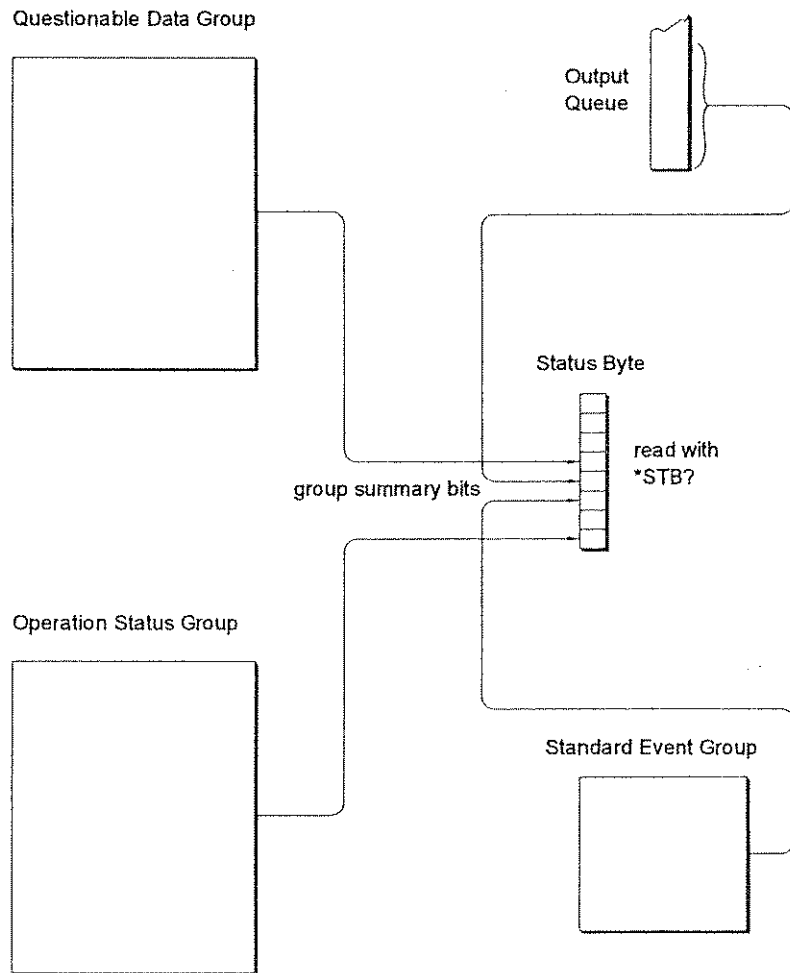 Questionable Data Group
Output
Queue
Status Byte
read with
*STB?
group summary bits
Operation Status Group
Standard Event Group